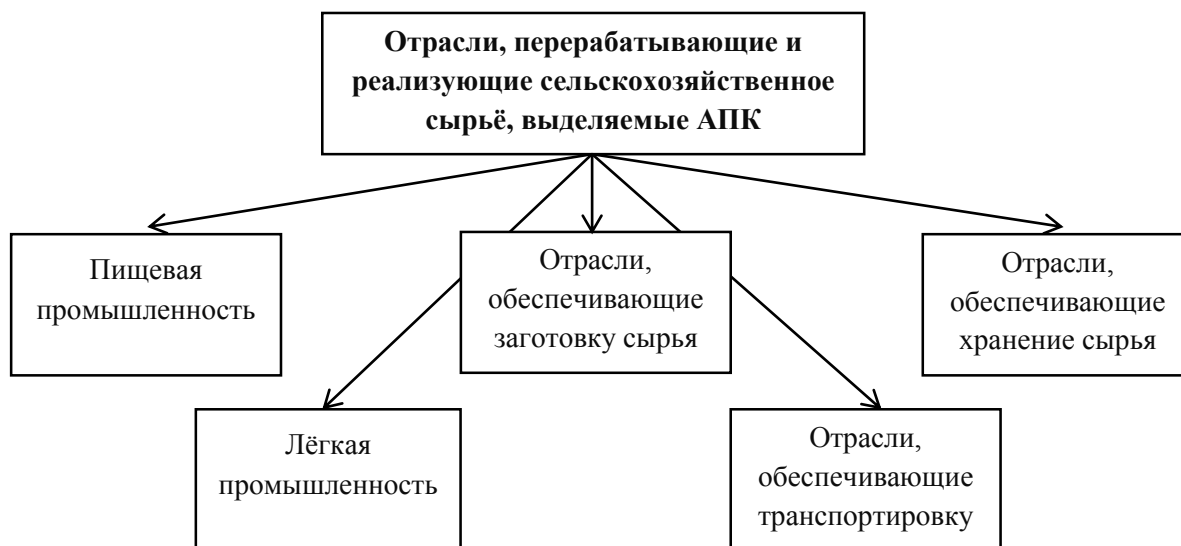 Отрасли, перерабатывающие и
реализующие сельскохозяйственное
сырьё, выделяемые АПК
Пищевая
промышленность
Отрасли,
обеспечивающие
заготовку сырья
Отрасли,
обеспечивающие
хранение сырья
Лёгкая
промышленность
Отрасли,
обеспечивающие
транспортировку